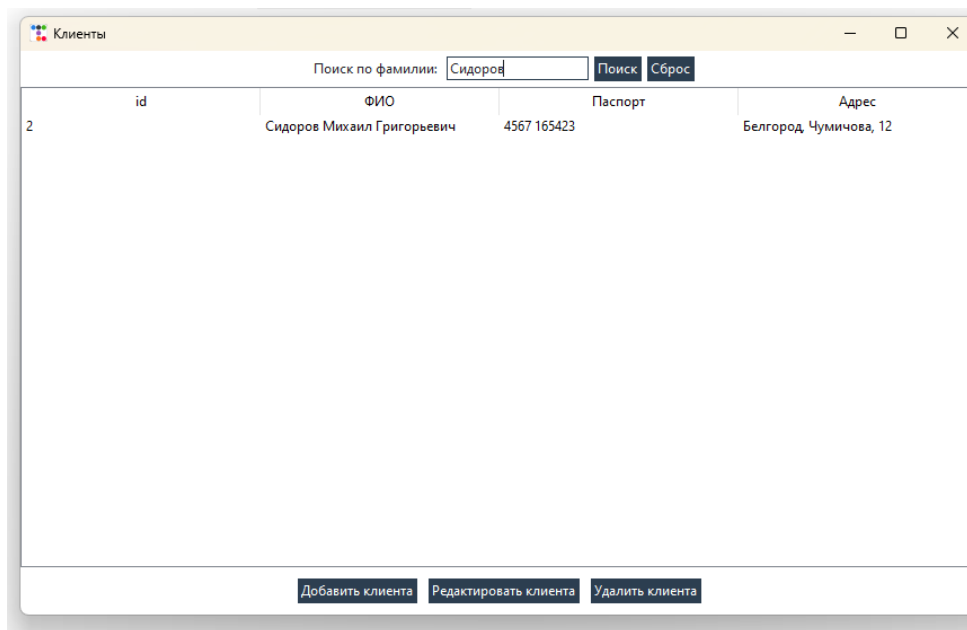 Клиенты
Поиск по фамилии: Сидоров Поиск Сброс
id ФИО Паспорт Адрес
2 Сидоров Михаил Григорьевич 4567 165423 Белгород, Чумичова, 12
Добавить клиента Редактировать клиента Удалить клиента